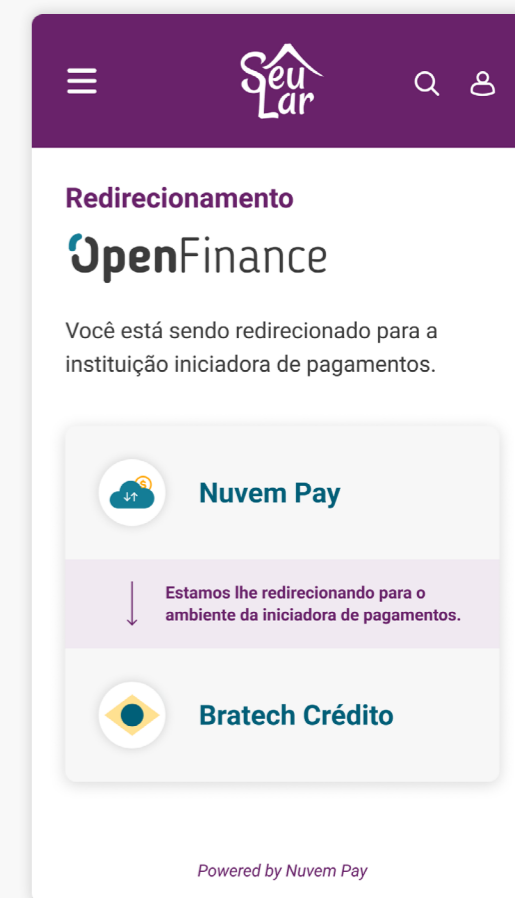 Seu
Lar
Redirecionamento
OpenFinance
Você está sendo redirecionado para a
instituição iniciadora de pagamentos.
$
Nuvem Pay
Estamos lhe redirecionando para o
ambiente da iniciadora de pagamentos.
Bratech Crédito
Powered by Nuvem Pay